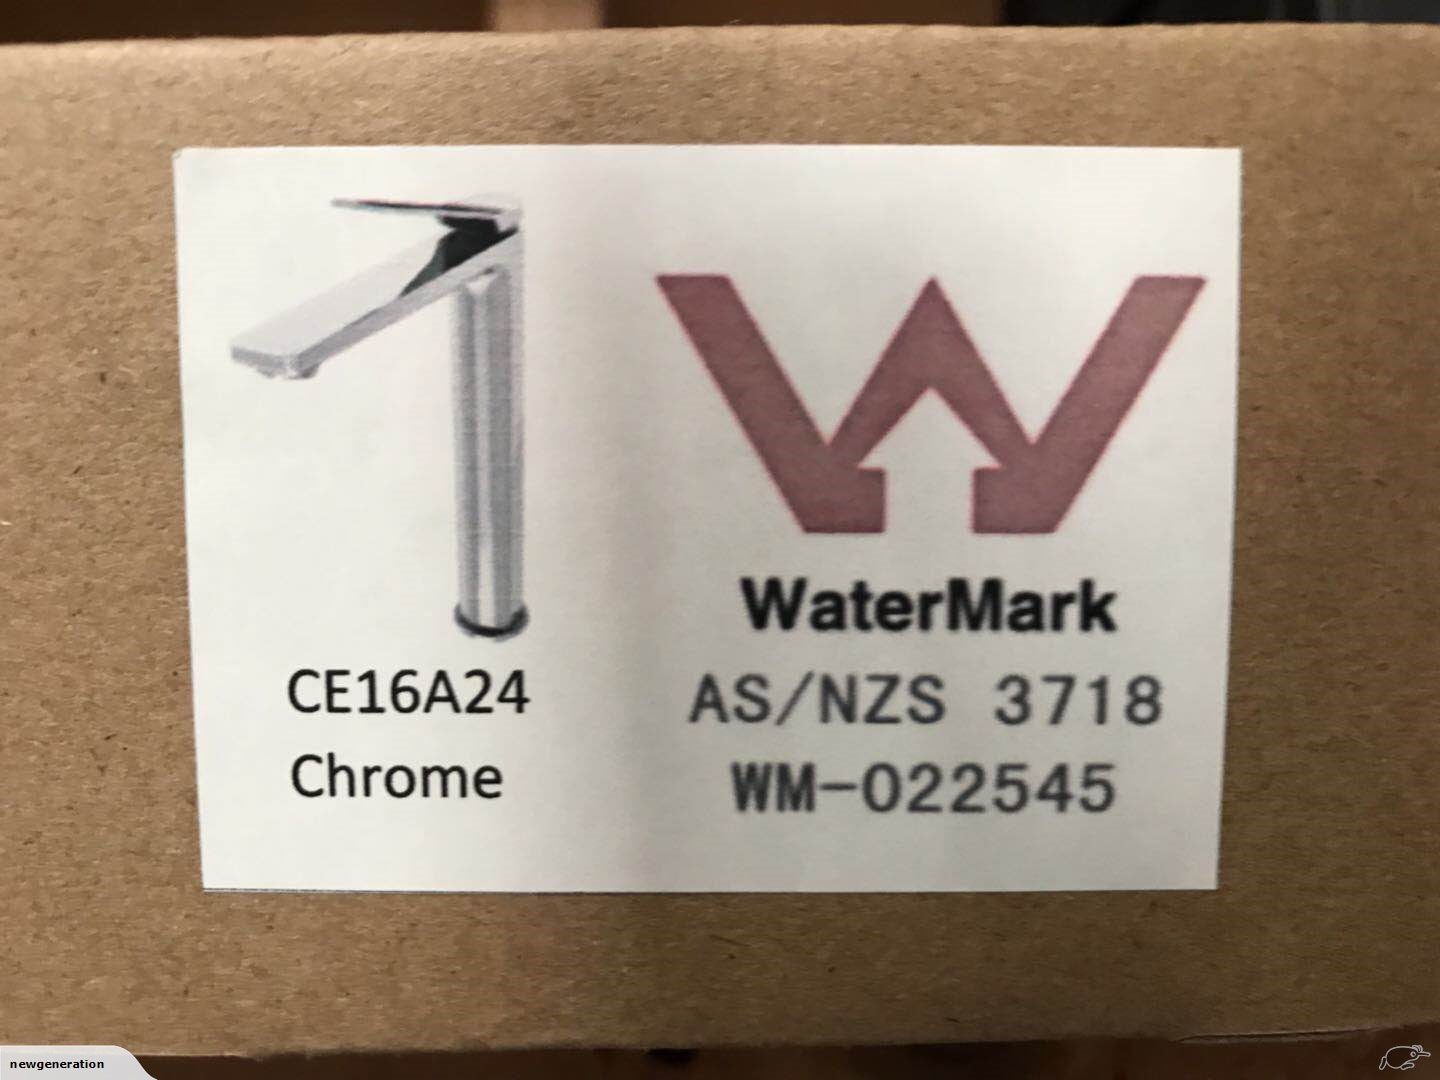 CE16A24
Chrome
WaterMark
AS/NZS 3718
WM-022545
newgeneration